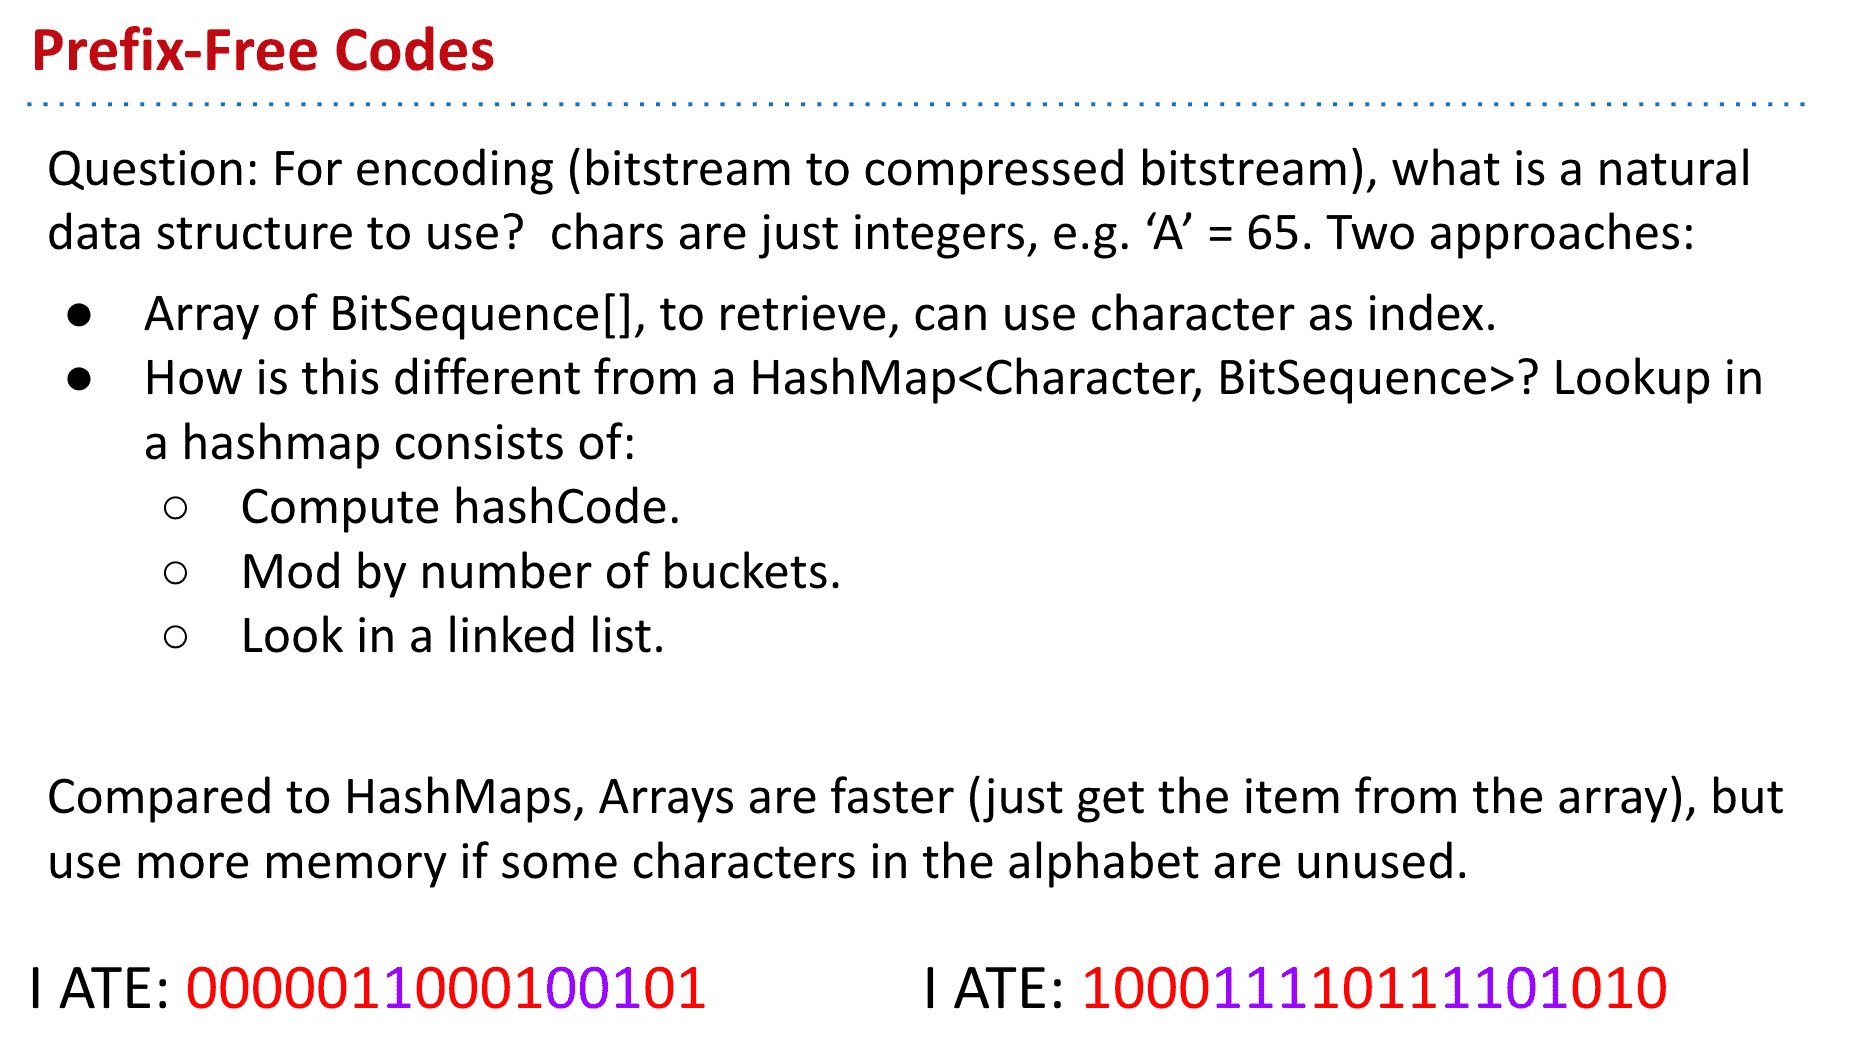 Prefix-Free Codes
Question: For encoding (bitstream to compressed bitstream), what is a natural
data structure to use?  chars are just integers, e.g. ‘A’ = 65. Two approaches:
● Array of BitSequence[], to retrieve, can use character as index.
● How is this different from a HashMap<Character, BitSequence>? Lookup in
a hashmap consists of:
○ Compute hashCode.
○ Mod by number of buckets.
○ Look in a linked list.
Compared to HashMaps, Arrays are faster (just get the item from the array), but
use more memory if some characters in the alphabet are unused.
I ATE: 0000011000100101
I ATE: 100011110111101010